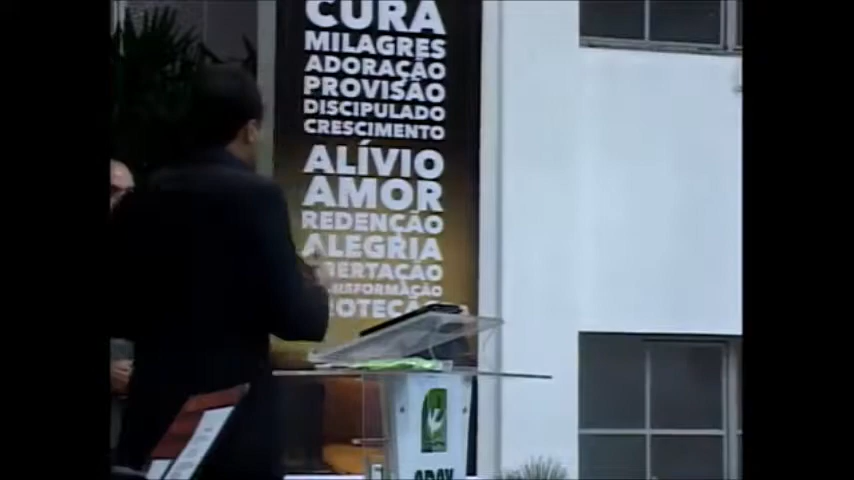 CURA
MILAGRES
ADORAÇÃO
PROVISÃO
DISCIPULADO
CRESCIMENTO
ALÍVIO
AMOR
REDENÇÃO
ALEGRIA